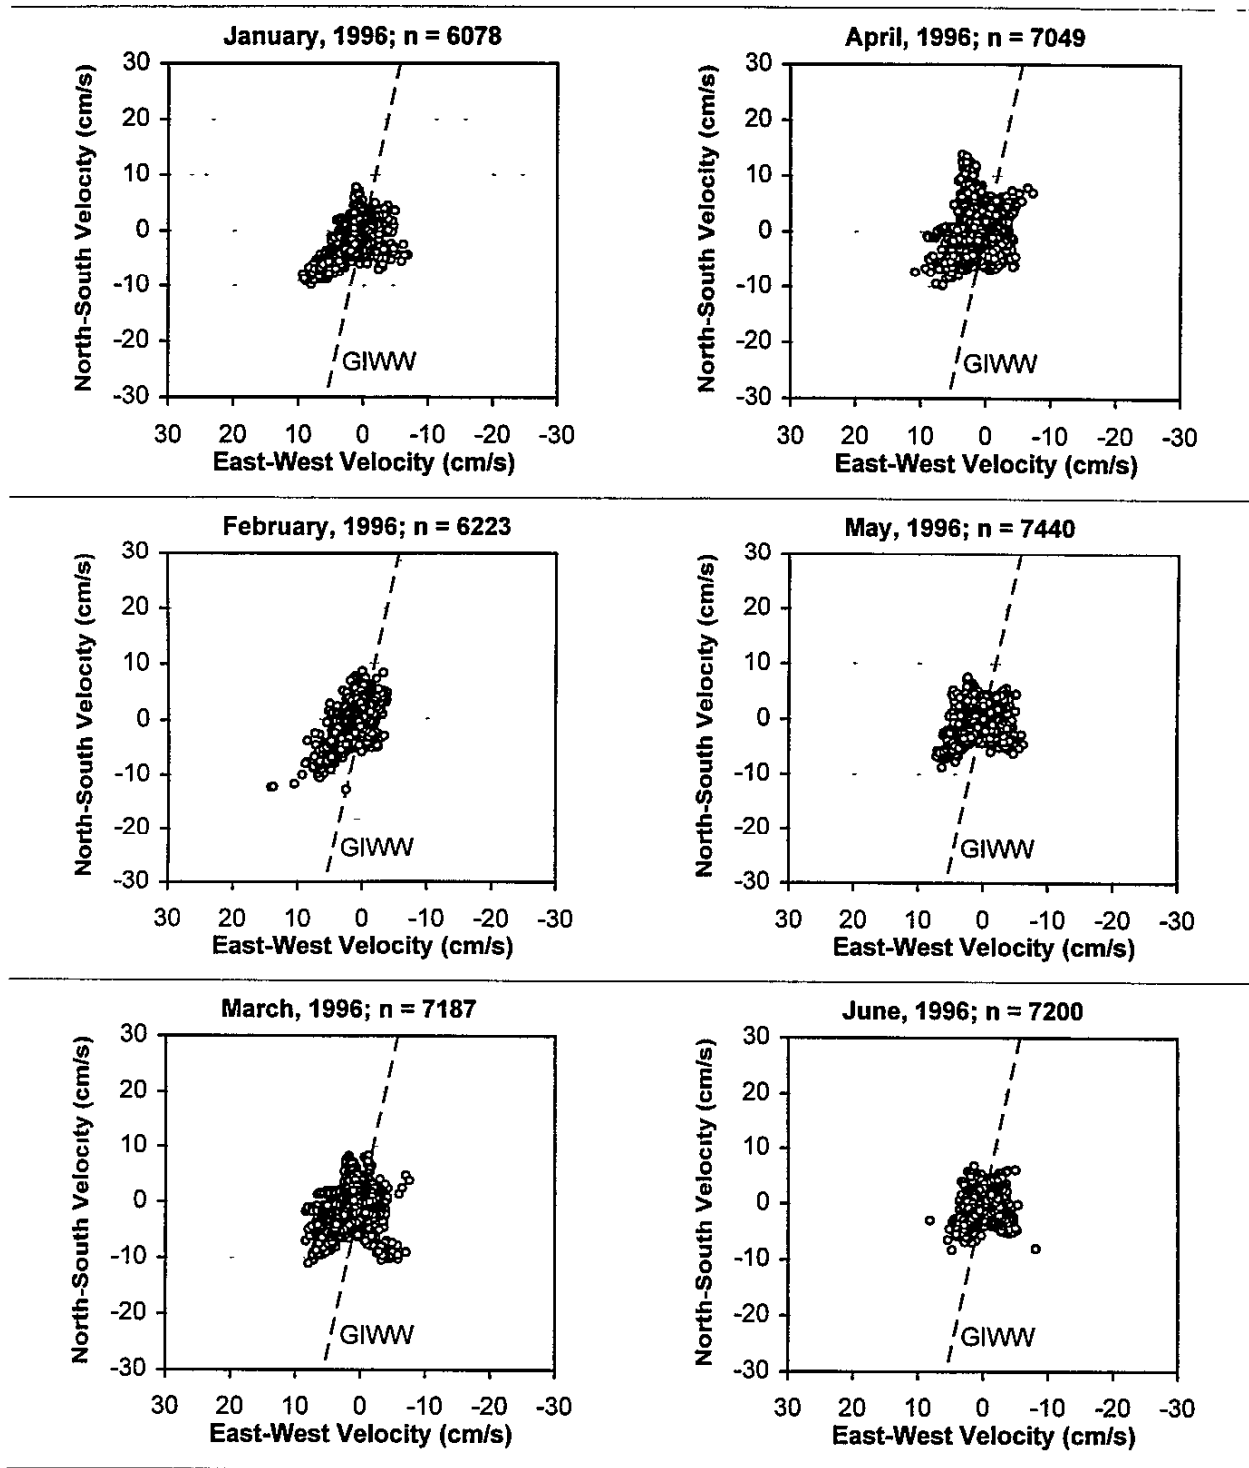 January, 1996; n = 6078
North-South Velocity (cm/s)
30
20
10
0
-10
-20
-30
GIWW
30 20 10 0 -10 -20 -30
East-West Velocity (cm/s)
April, 1996; n = 7049
North-South Velocity (cm/s)
30
20
10
0
-10
-20
-30
GIWW
30 20 10 0 -10 -20 -30
East-West Velocity (cm/s)
February, 1996; n = 6223
North-South Velocity (cm/s)
30
20
10
0
-10
-20
-30
GIWW
30 20 10 0 -10 -20 -30
East-West Velocity (cm/s)
May, 1996; n = 7440
North-South Velocity (cm/s)
30
20
10
0
-10
-20
-30
GIWW
30 20 10 0 -10 -20 -30
East-West Velocity (cm/s)
March, 1996; n = 7187
North-South Velocity (cm/s)
30
20
10
0
-10
-20
-30
GIWW
30 20 10 0 -10 -20 -30
East-West Velocity (cm/s)
June, 1996; n = 7200
North-South Velocity (cm/s)
30
20
10
0
-10
-20
-30
GIWW
30 20 10 0 -10 -20 -30
East-West Velocity (cm/s)